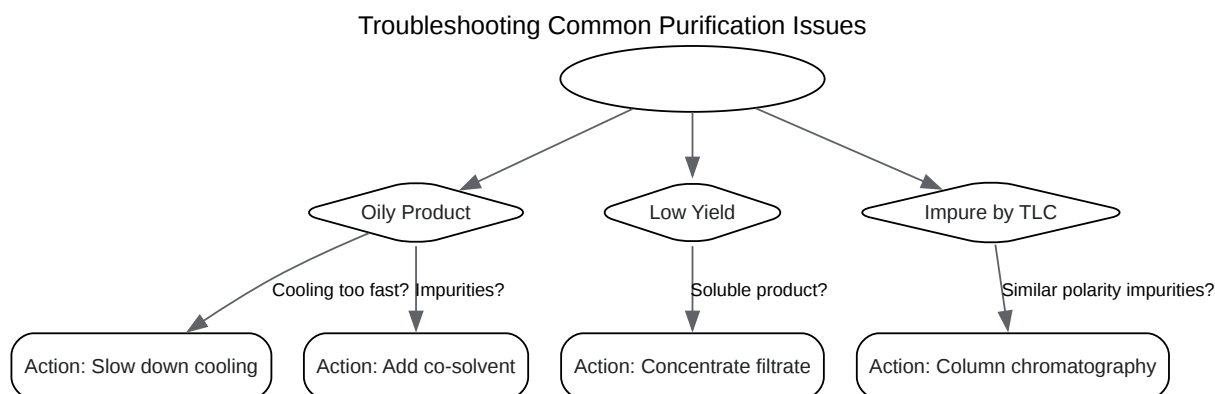 Troubleshooting Common Purification Issues
Oily Product
Low Yield
Impure by TLC
Cooling too fast?
Impurities?
Soluble product?
Similar polarity impurities?
Action: Slow down cooling
Action: Add co-solvent
Action: Concentrate filtrate
Action: Column chromatography